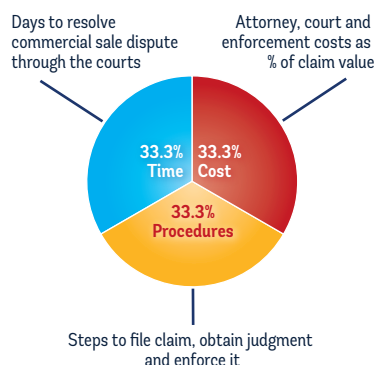 Days to resolve
commercial sale dispute
through the courts
Attorney, court and
enforcement costs as
% of claim value
33.3%
Time
33.3%
Cost
33.3%
Procedures
Steps to file claim, obtain judgment
and enforce it